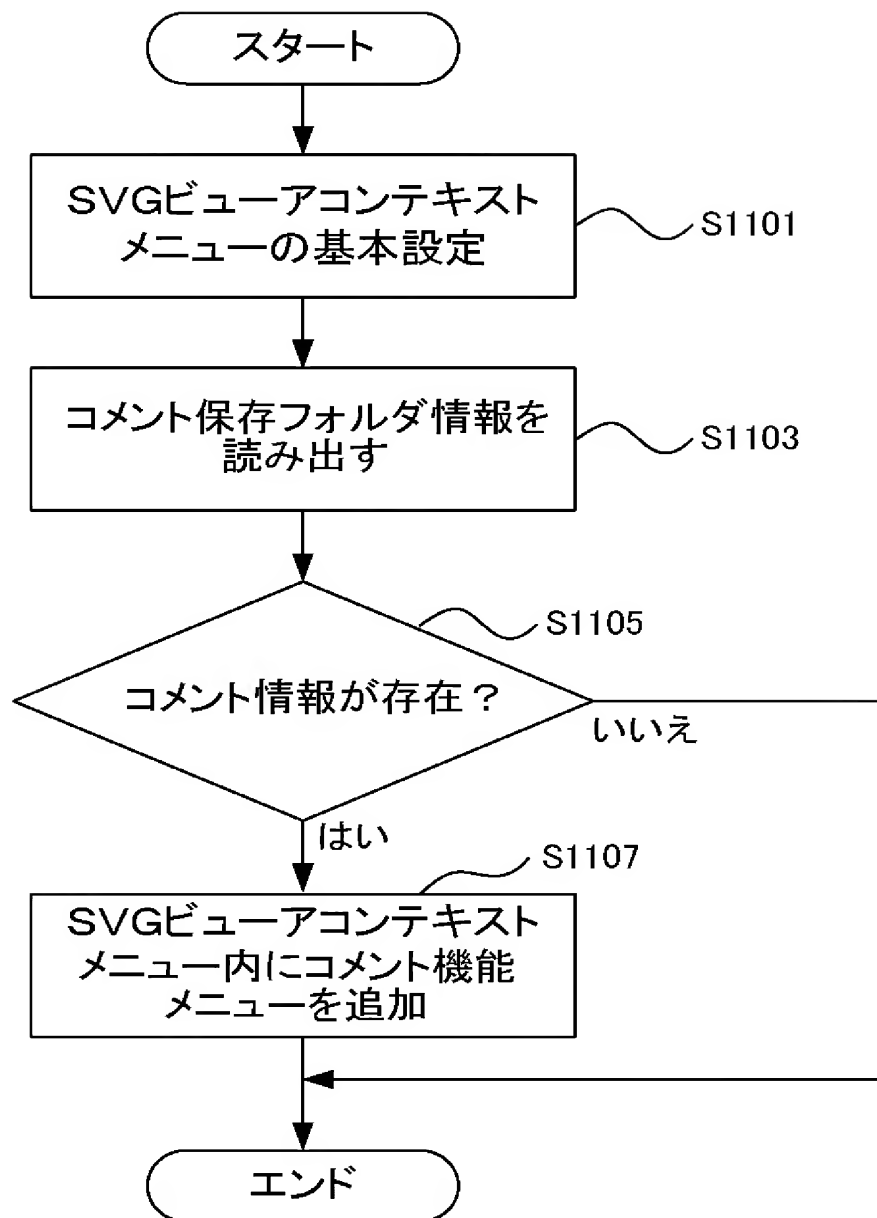 スタート
SVGビューアコンテキスト
メニューの基本設定
S1101
コメント保存フォルダ情報を
読み出す
S1103
S1105
コメント情報が存在?
いいえ
はい
S1107
SVGビューアコンテキスト
メニュー内にコメント機能
メニューを追加
エンド